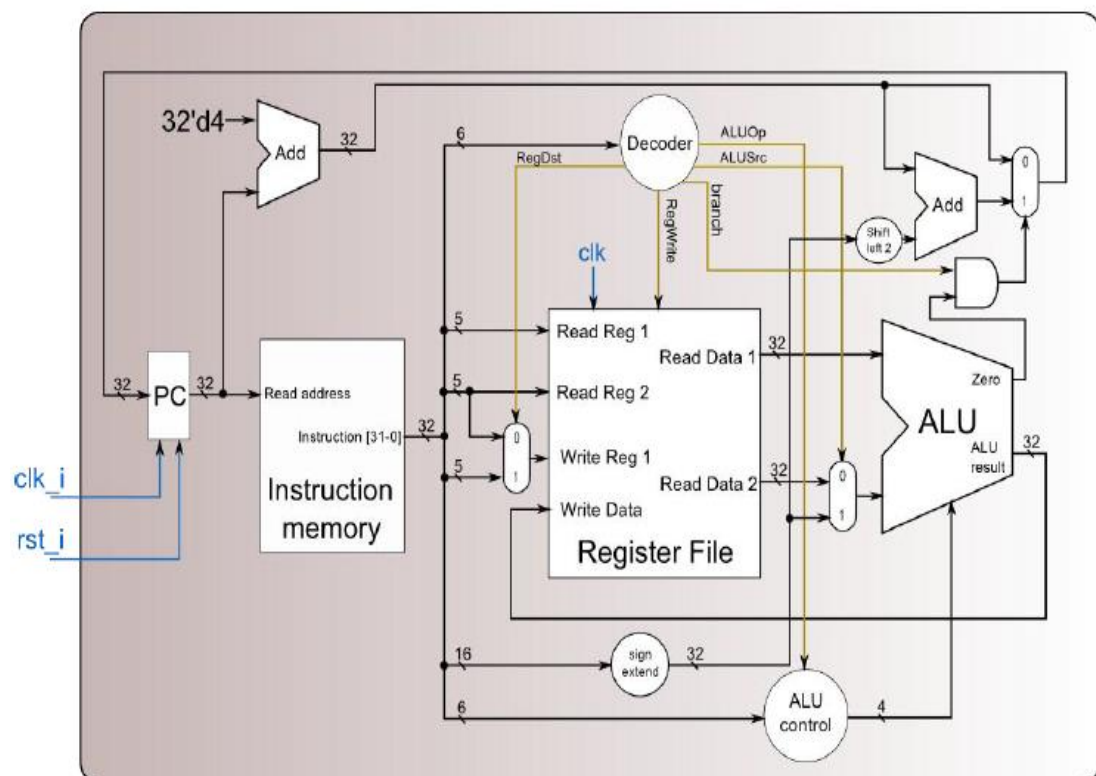 32'd4
Add
32
6
Decoder
ALUOp
RegDst
ALUSrc
RegWrite
branch
Shift
left 2
Add
0
1
clk
5
Read Reg 1
Read Data 1
32
Zero
32
PC
32
Read address
Instruction [31-0]
32
Instruction
memory
5
Read Reg 2
0
1
5
Write Reg 1
Read Data 2
32
0
1
Write Data
Register File
ALU
ALU
result
32
clk_i
rst_i
16
sign
extend
32
6
ALU
control
4